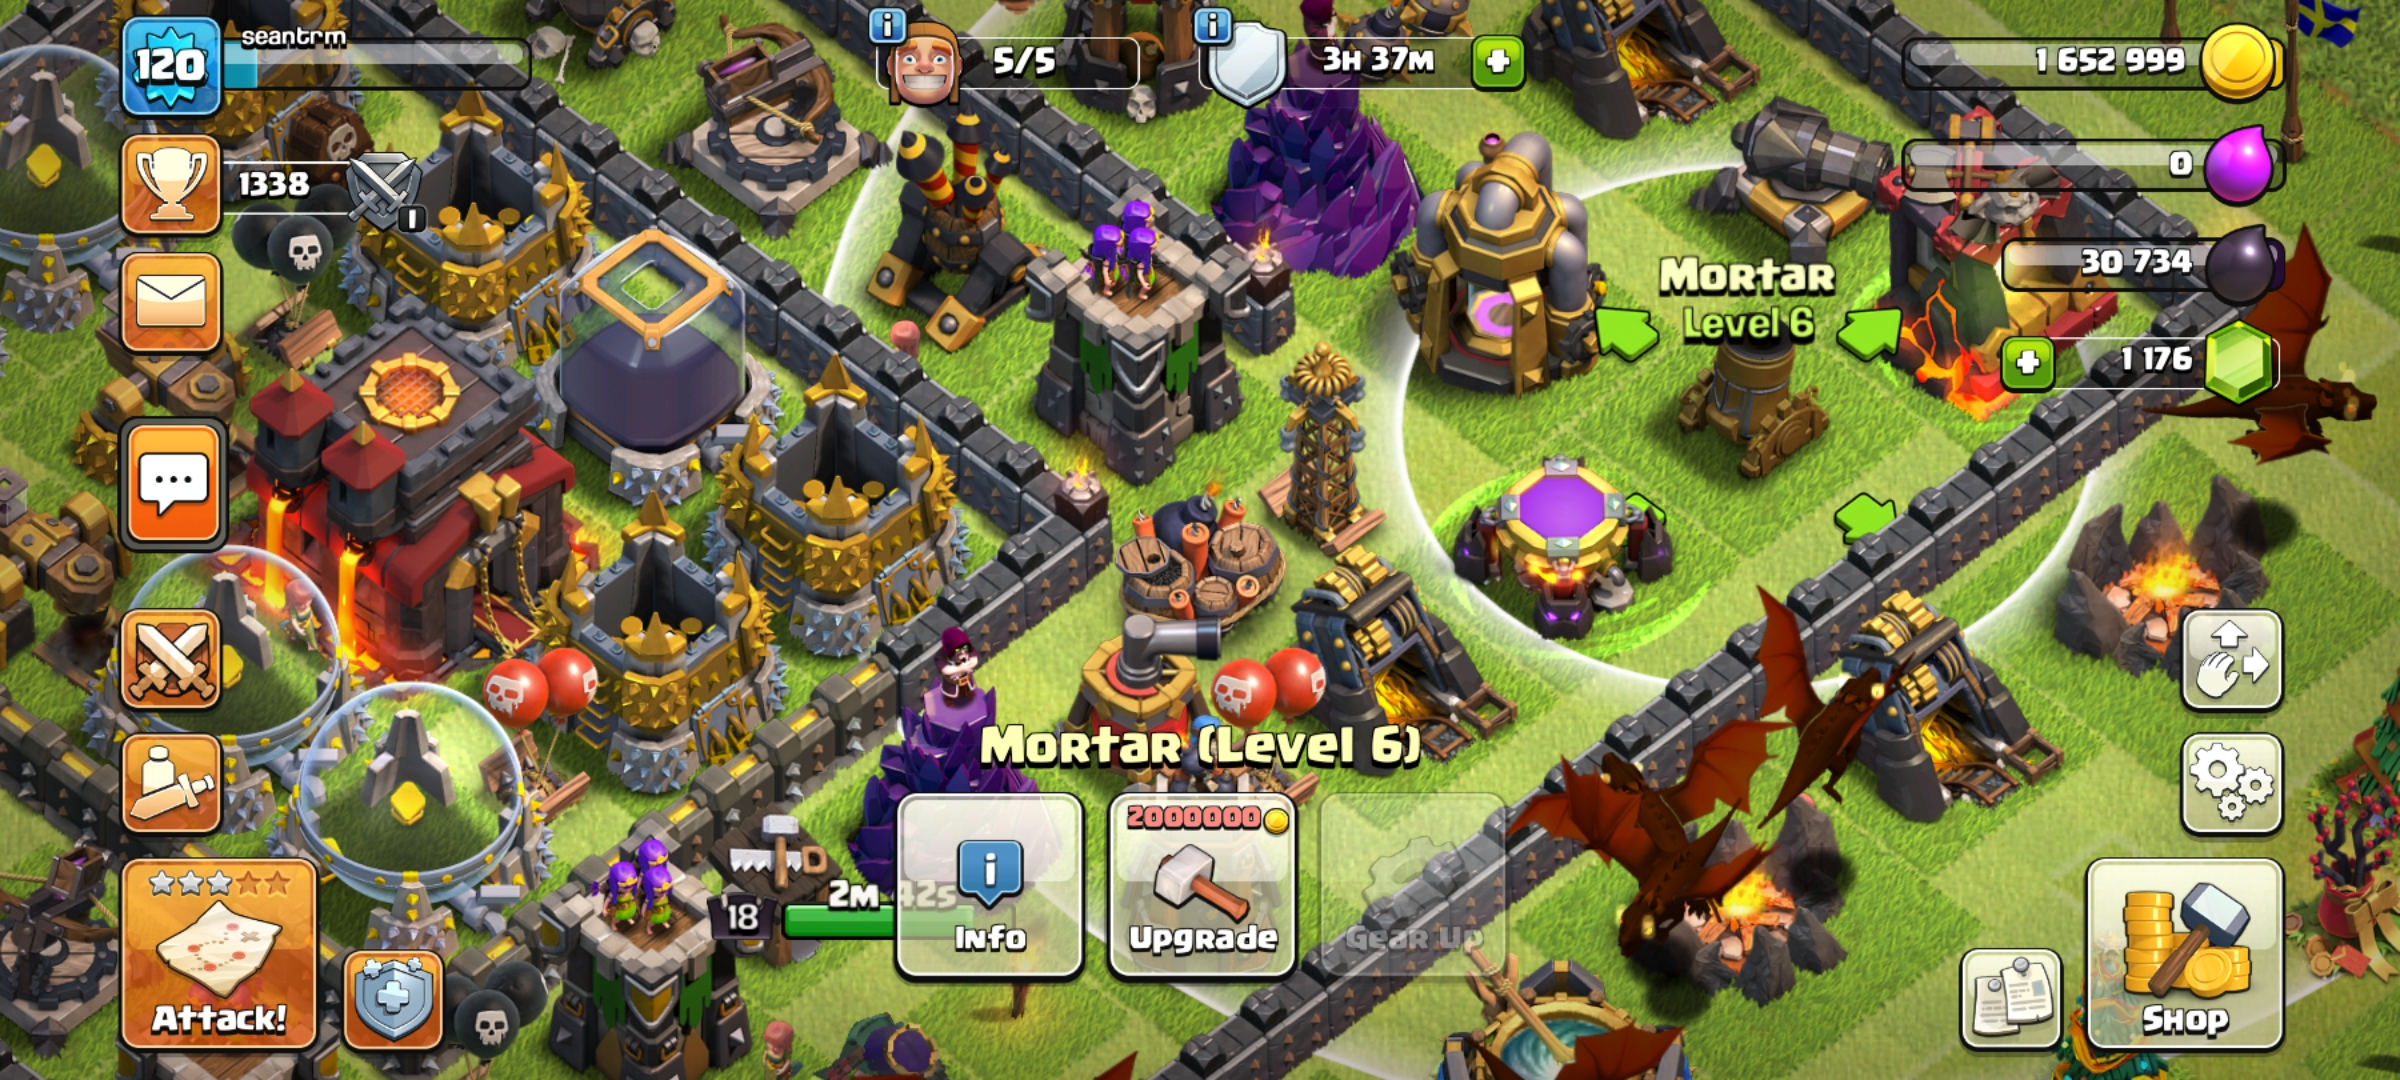 120
seantrm
i
5/5
i
3H 37M
+
1 652 999
1338
I
0
30 734
+
1 176
Mortar
Level 6
Mortar (Level 6)
18
2M 42s
i
Info
2000000
Upgrade
Gear Up
Attack!
Shop